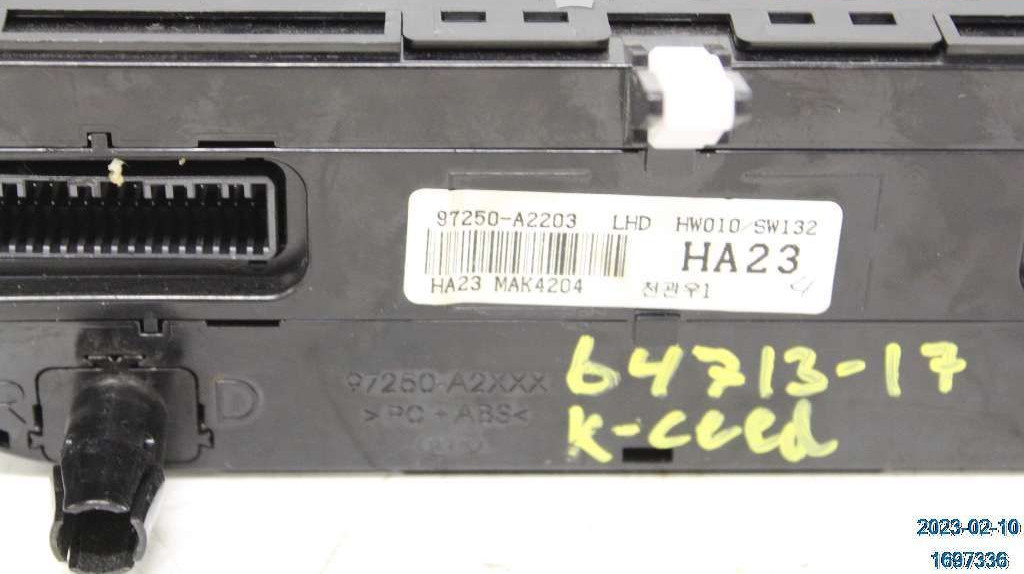 97250-A2203 LHD HW010/SW132
HA23
HA23 MAK4204 천관우1 4
97250-A2XXX
>PC+ABS<
R D
64713-17
K-ceed
2023-02-10
1697336